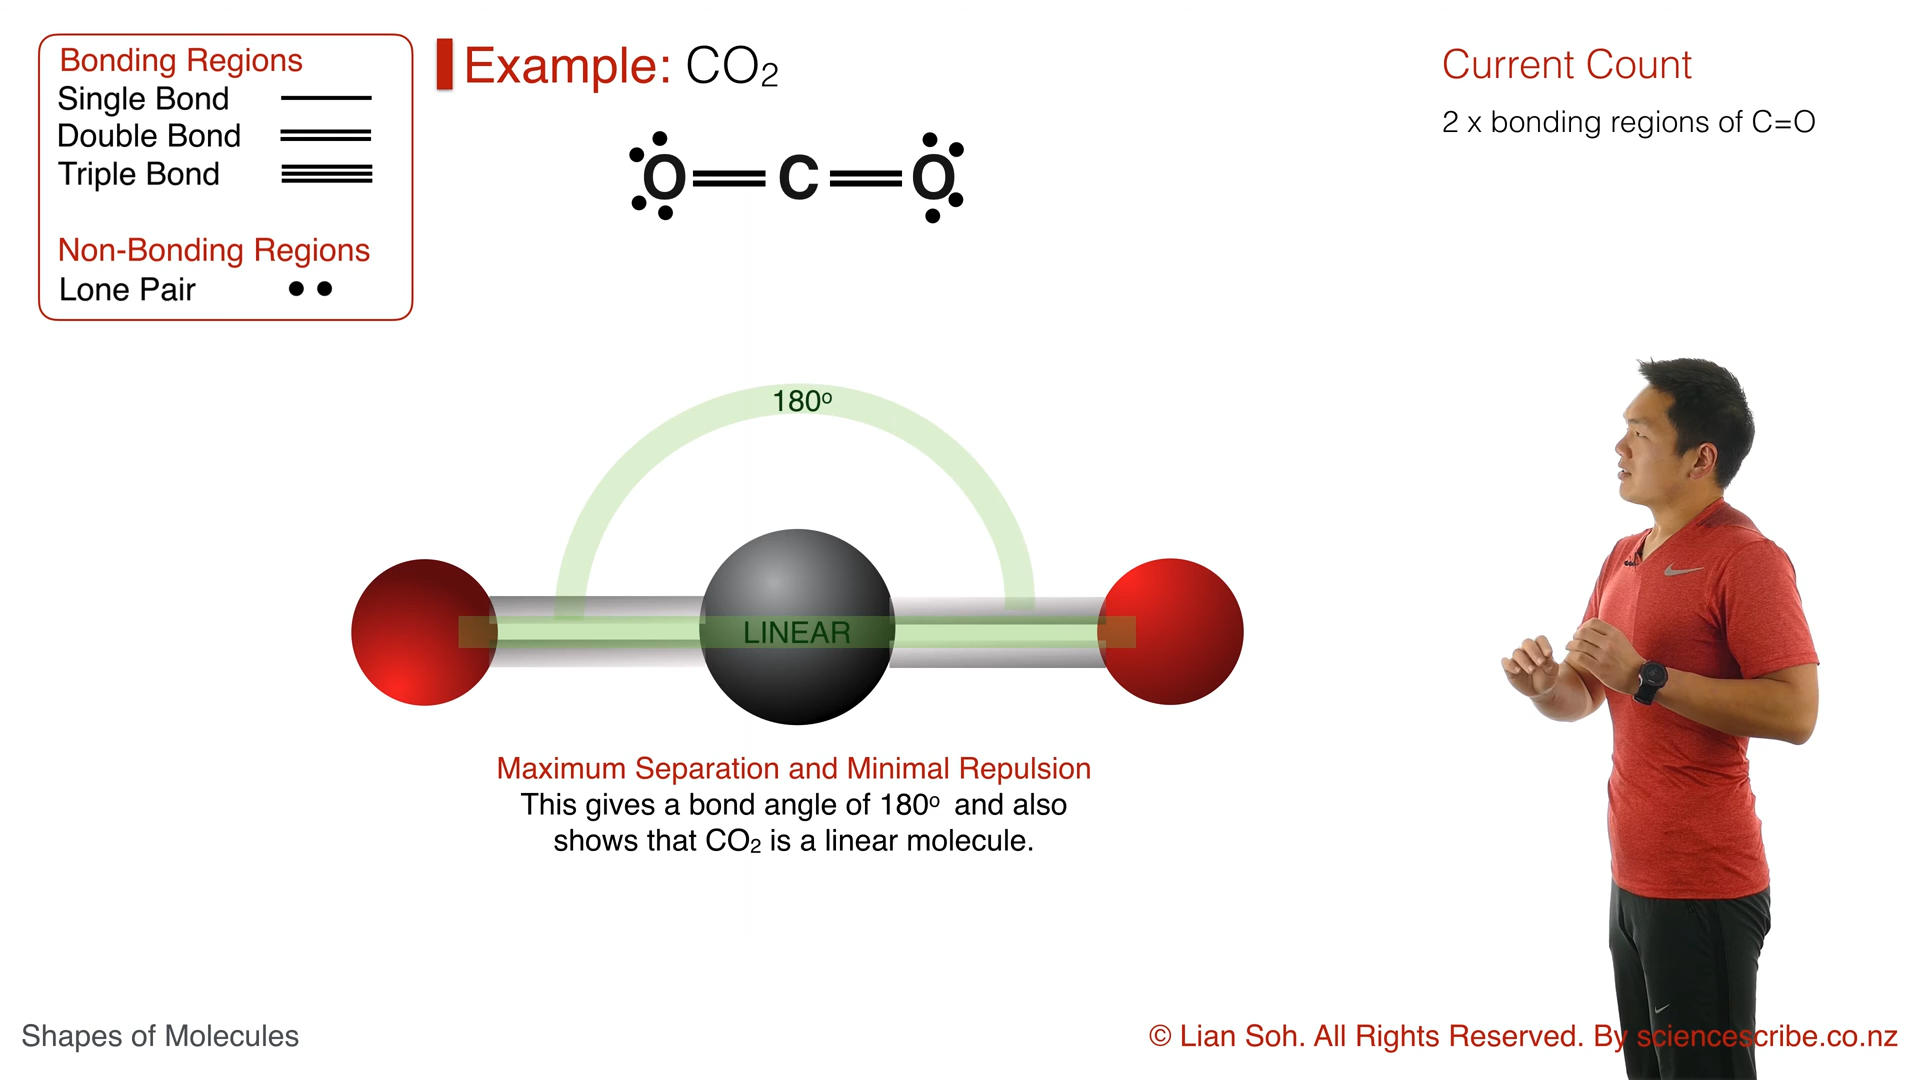 Bonding Regions
Single Bond
Double Bond
Triple Bond
Non-Bonding Regions
Lone Pair
Example: CO₂
O C O
Current Count
2 x bonding regions of C=O
180º
LINEAR
Maximum Separation and Minimal Repulsion
This gives a bond angle of 180º and also
shows that CO₂ is a linear molecule.
Shapes of Molecules
© Lian Soh. All Rights Reserved. By sciencescribe.co.nz